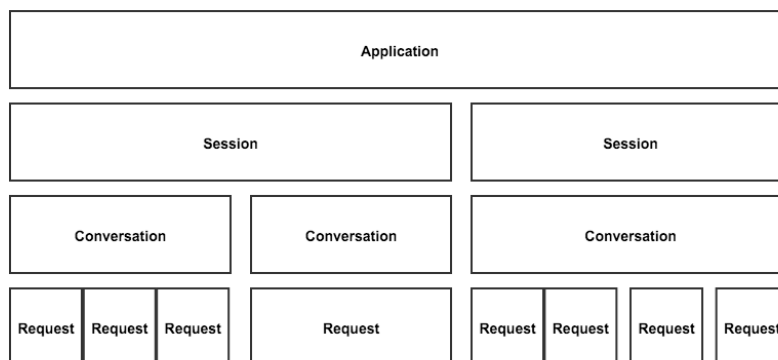 Application
Session Session
Conversation Conversation Conversation
Request Request Request Request Request Request Request Request